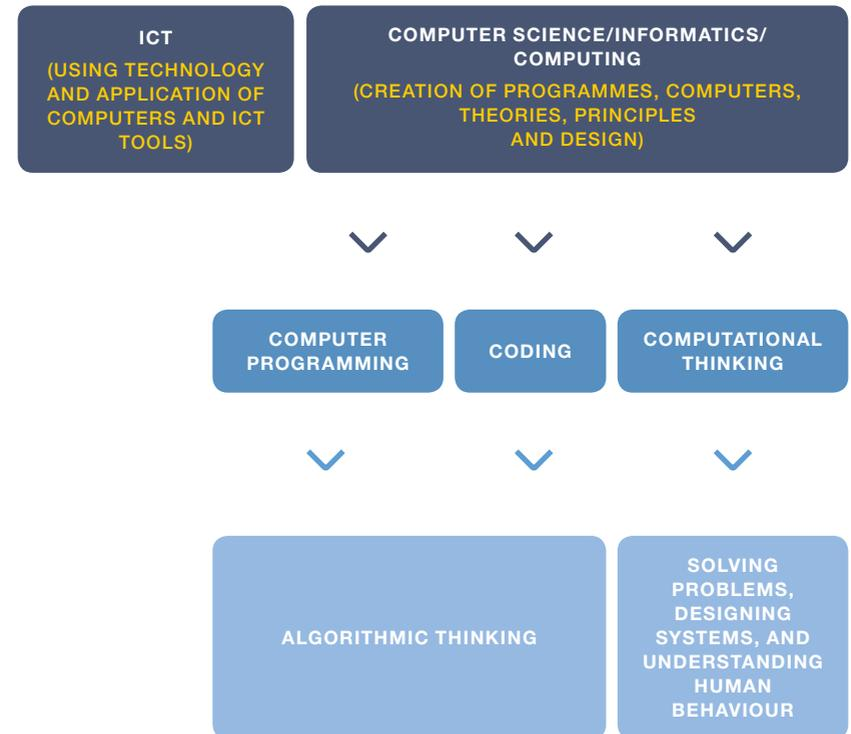 ICT
(USING TECHNOLOGY
AND APPLICATION OF
COMPUTERS AND ICT
TOOLS)
COMPUTER SCIENCE/INFORMATICS/
COMPUTING
(CREATION OF PROGRAMMES, COMPUTERS,
THEORIES, PRINCIPLES
AND DESIGN)
COMPUTER
PROGRAMMING
CODING
COMPUTATIONAL
THINKING
ALGORITHMIC THINKING
SOLVING
PROBLEMS,
DESIGNING
SYSTEMS, AND
UNDERSTANDING
HUMAN
BEHAVIOUR